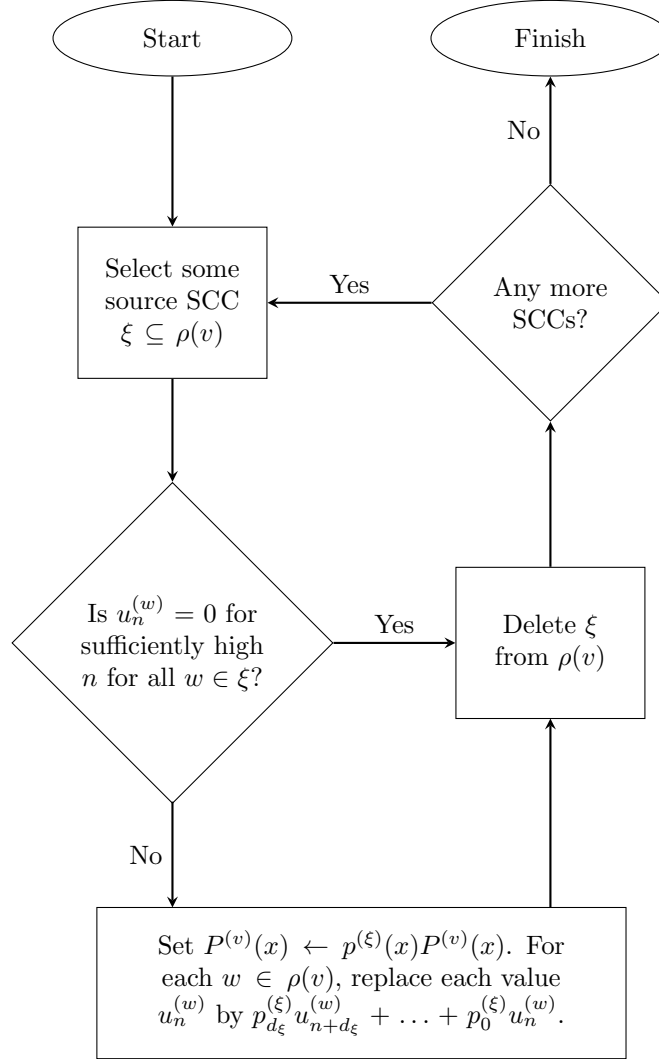 Start
Finish
No
Select some
source SCC
ξ ⊆ ρ(v)
Yes
Any more
SCCs?
Is u_n^{(w)} = 0 for
sufficiently high
n for all w ∈ ξ?
Yes
Delete ξ
from ρ(v)
No
Set P^{(v)}(x) ← p^{(ξ)}(x)P^{(v)}(x). For
each w ∈ ρ(v), replace each value
u_n^{(w)} by p_{d_ξ}^{(ξ)} u_{n+d_ξ}^{(w)} + … + p_0^{(ξ)} u_n^{(w)}.